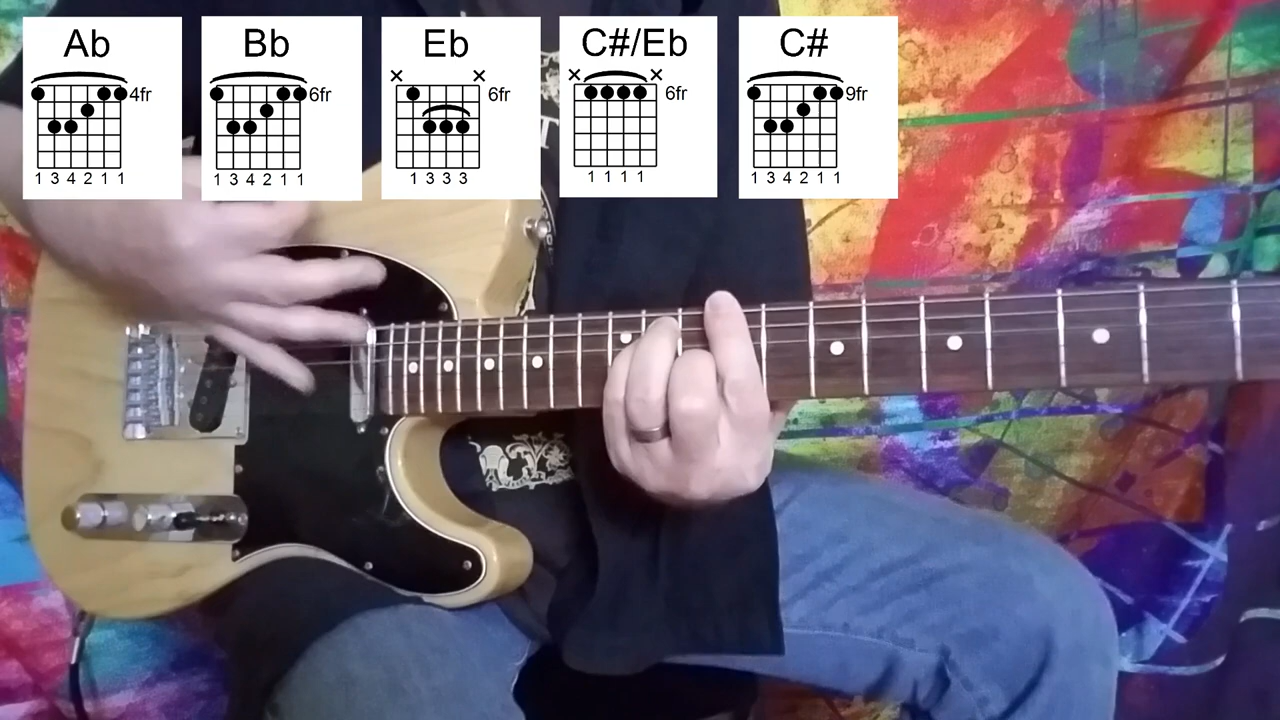 Ab
Bb
Eb
C#/Eb
C#
× ×
× ×
4fr
6fr
6fr
6fr
9fr
1 3 4 2 1 1
1 3 4 2 1 1
1 3 3 3
1 1 1 1
1 3 4 2 1 1